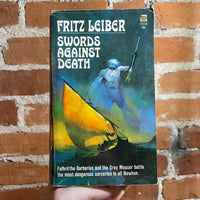 FRITZ LEIBER
SWORDS
AGAINST
DEATH
Fafhrd the Barbarian and the Gray Mouser battle
the most dangerous sorceries in all Newhon.